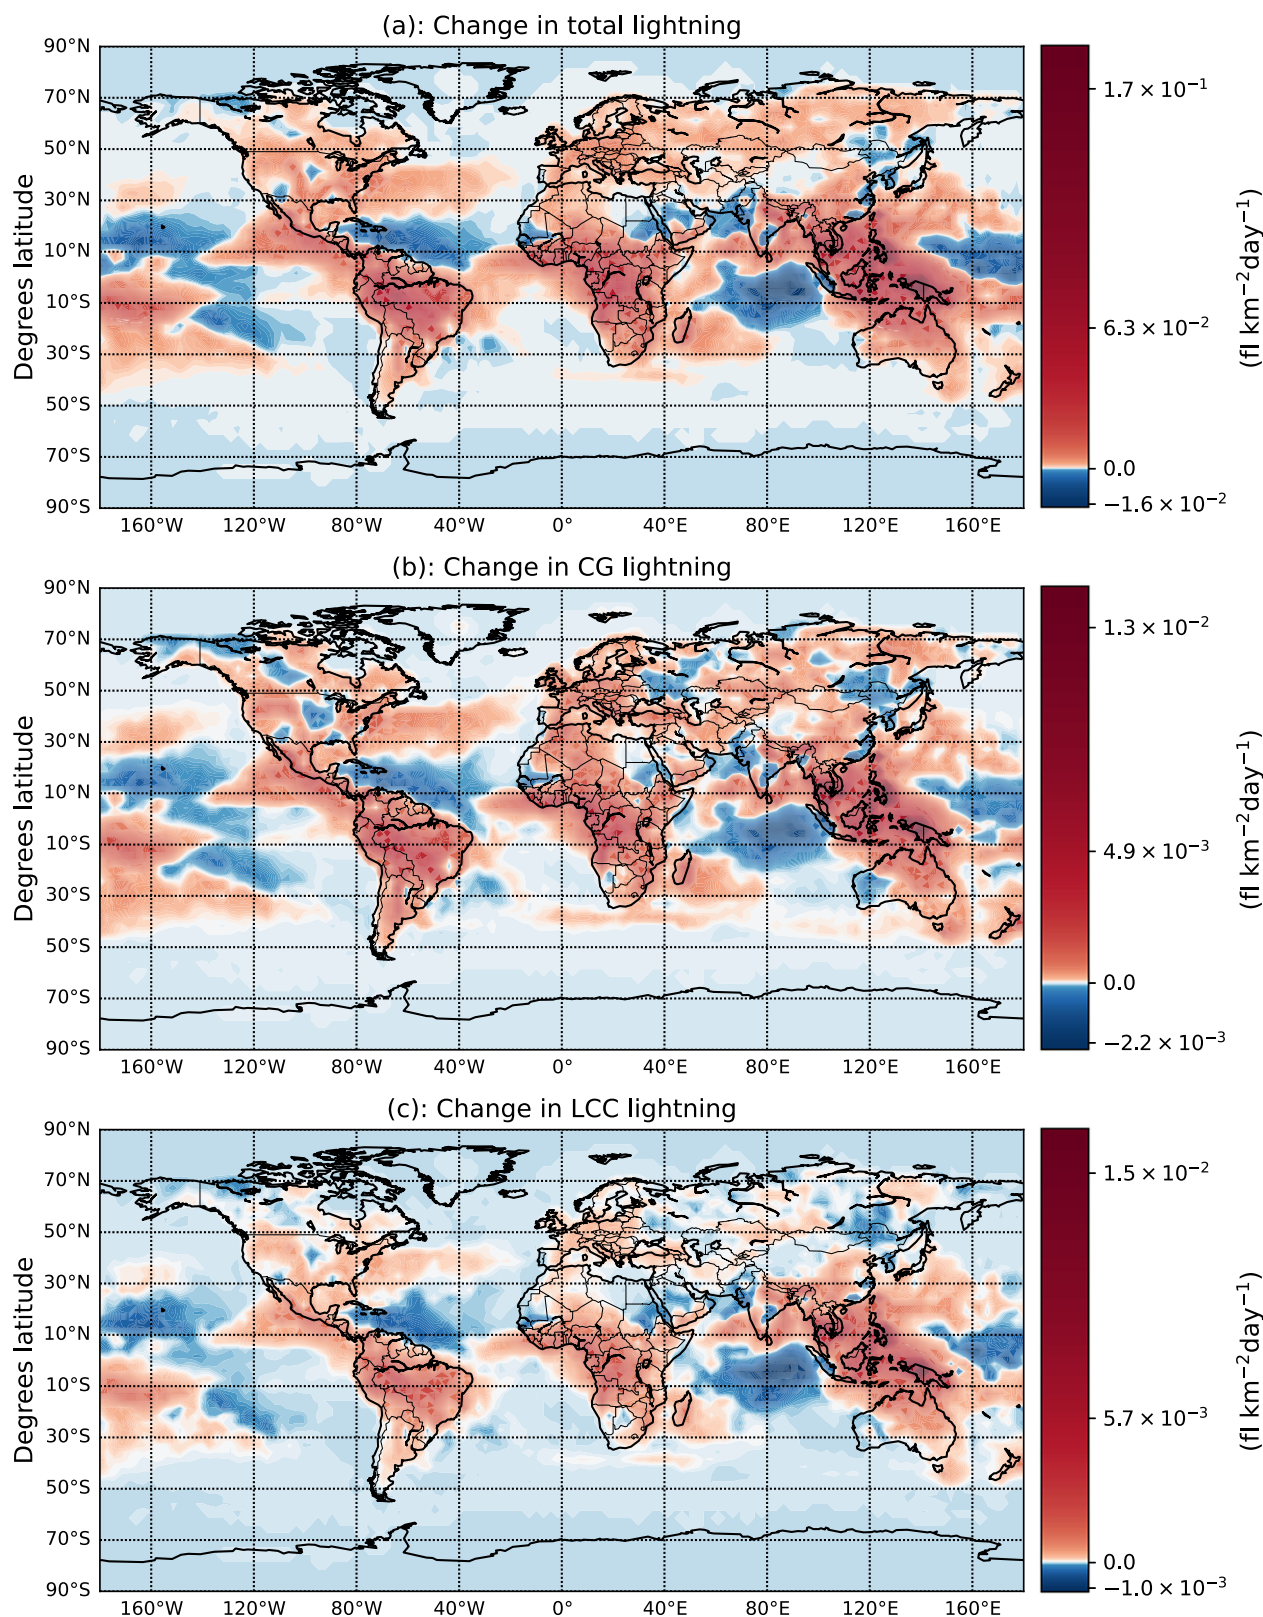 (a): Change in total lightning
90°N
70°N
50°N
30°N
10°N
10°S
30°S
50°S
70°S
90°S
Degrees latitude
160°W 120°W 80°W 40°W 0° 40°E 80°E 120°E 160°E
1.7 × 10⁻¹
6.3 × 10⁻²
0.0
−1.6 × 10⁻²
(fl km⁻²day⁻¹)
(b): Change in CG lightning
90°N
70°N
50°N
30°N
10°N
10°S
30°S
50°S
70°S
90°S
Degrees latitude
160°W 120°W 80°W 40°W 0° 40°E 80°E 120°E 160°E
1.3 × 10⁻²
4.9 × 10⁻³
0.0
−2.2 × 10⁻³
(fl km⁻²day⁻¹)
(c): Change in LCC lightning
90°N
70°N
50°N
30°N
10°N
10°S
30°S
50°S
70°S
90°S
Degrees latitude
160°W 120°W 80°W 40°W 0° 40°E 80°E 120°E 160°E
1.5 × 10⁻²
5.7 × 10⁻³
0.0
−1.0 × 10⁻³
(fl km⁻²day⁻¹)